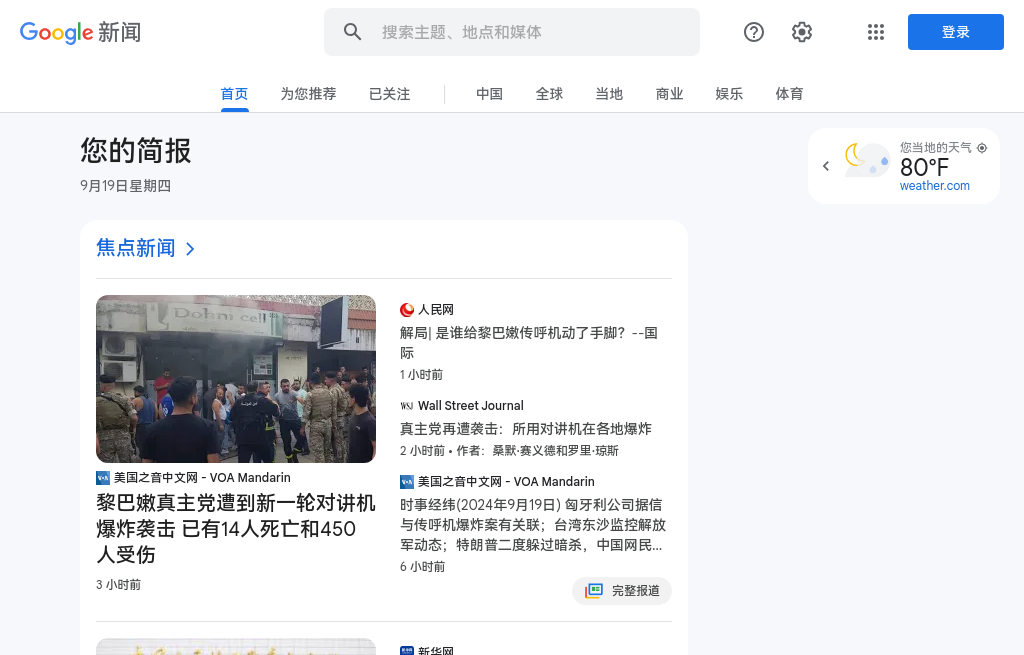 Google 新闻
搜索主题、地点和媒体
登录
首页
为您推荐
已关注
中国
全球
当地
商业
娱乐
体育
您的简报
9月19日星期四
您当地的天气
80°F
weather.com
焦点新闻
Dohni cell
美国之音中文网 - VOA Mandarin
黎巴嫩真主党遭到新一轮对讲机
爆炸袭击 已有14人死亡和450
人受伤
3 小时前
人民网
解局| 是谁给黎巴嫩传呼机动了手脚？--国
际
1 小时前
WSJ Wall Street Journal
真主党再遭袭击：所用对讲机在各地爆炸
2 小时前 • 作者：桑默·赛义德和罗里·琼斯
美国之音中文网 - VOA Mandarin
时事经纬(2024年9月19日) 匈牙利公司据信
与传呼机爆炸案有关联；台湾东沙监控解放
军动态；特朗普二度躲过暗杀，中国网民...
6 小时前
完整报道
新华网